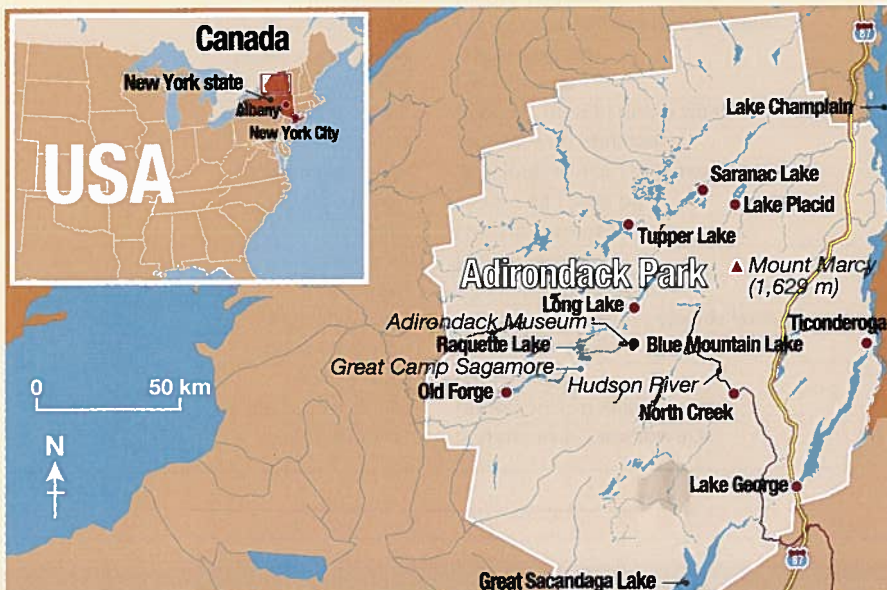 Canada
New York state
Albany
New York City
USA
87
Lake Champlain
Saranac Lake
Lake Placid
Tupper Lake
Adirondack Park
Mount Marcy
(1,629 m)
Long Lake
Adirondack Museum
Ticonderoga
Raquette Lake
Blue Mountain Lake
Great Camp Sagamore
Hudson River
Old Forge
North Creek
0 50 km
N
Lake George
87
Great Sacandaga Lake